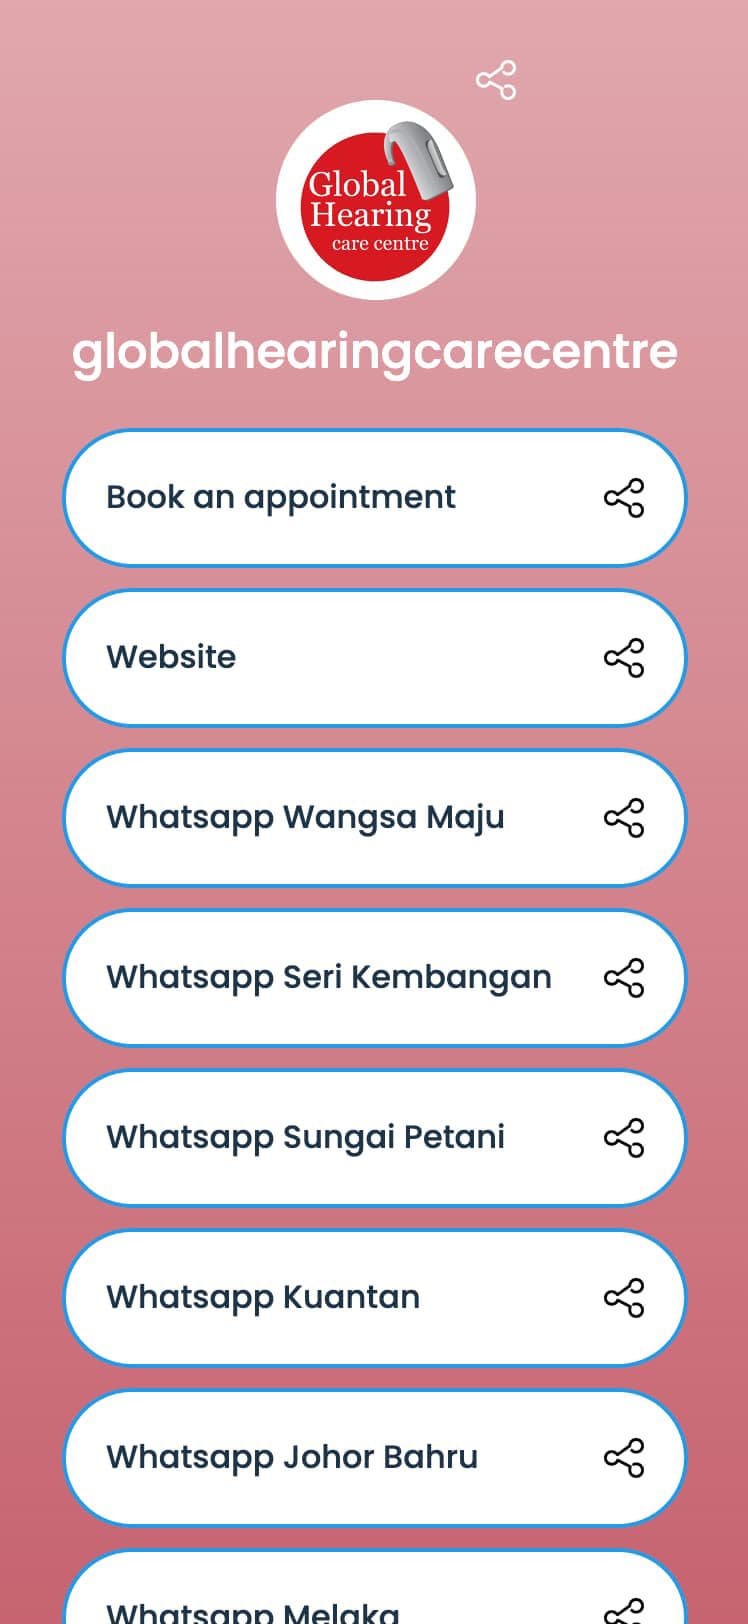 Global
Hearing
care centre
globalhearingcarecentre
Book an appointment
Website
Whatsapp Wangsa Maju
Whatsapp Seri Kembangan
Whatsapp Sungai Petani
Whatsapp Kuantan
Whatsapp Johor Bahru
Whatsapp Melaka